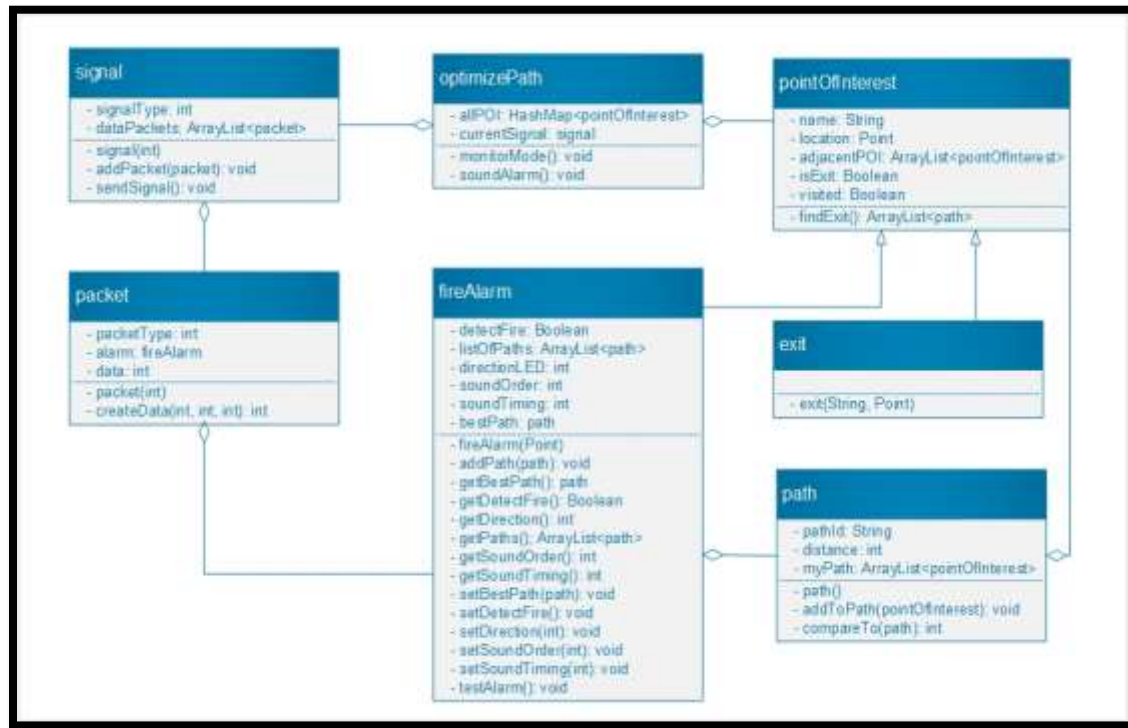 signal
- signalType: int
- dataPackets: ArrayList<packet>
- signal(int)
- addPacket(packet): void
- sendSignal(): void
optimizePath
- allPOI: HashMap<pointOfInterest>
- currentSignal: signal
- monitorMode(): void
- soundAlarm(): void
pointOfInterest
- name: String
- location: Point
- adjacentPOI: ArrayList<pointOfInterest>
- isExit: Boolean
- visited: Boolean
- findExit(): ArrayList<path>
packet
- packetType: int
- alarm: fireAlarm
- data: int
- packet(int)
- createData(int, int, int): int
fireAlarm
- detectFire: Boolean
- listOfPaths: ArrayList<path>
- directionLED: int
- soundOrder: int
- soundTiming: int
- bestPath: path
- fireAlarm(Point)
- addPath(path): void
- getBestPath(): path
- getDetectFire(): Boolean
- getDirection(): int
- getPaths(): ArrayList<path>
- getSoundOrder(): int
- getSoundTiming(): int
- setBestPath(path): void
- setDetectFire(): void
- setDirection(int): void
- setSoundOrder(int): void
- setSoundTiming(int): void
- testAlarm(): void
exit
- exit(String, Point)
path
- pathId: String
- distance: int
- myPath: ArrayList<pointOfInterest>
- path()
- addToPath(pointOfInterest): void
- compareTo(path): int